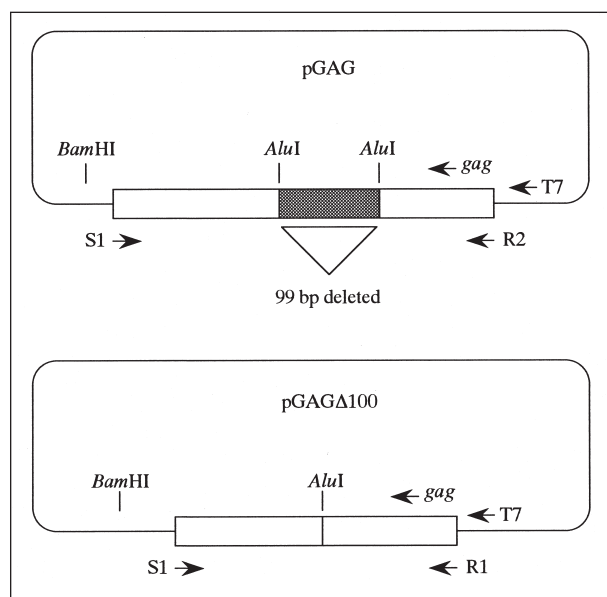 pGAG
BamHI
AluI
AluI
gag
T7
S1
R2
99 bp deleted
pGAGΔ100
BamHI
AluI
gag
T7
S1
R1